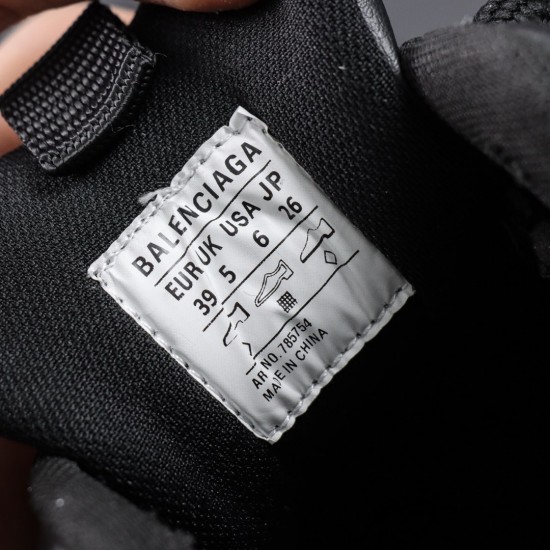 BALENCIAGA
EUR UK USA JP
39 5 6 26
AR NO. 785754
MADE IN CHINA